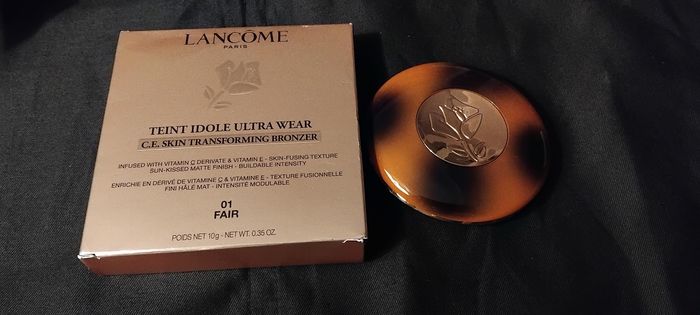 LANCÔME
PARIS
TEINT IDOLE ULTRA WEAR
C.E. SKIN TRANSFORMING BRONZER
INFUSED WITH VITAMIN C DERIVATE & VITAMIN E - SKIN-FUSING TEXTURE
SUN-KISSED MATTE FINISH - BUILDABLE INTENSITY
ENRICHIE EN DÉRIVÉ DE VITAMINE C & VITAMINE E - TEXTURE FUSIONNELLE
FINI HÂLÉ MAT - INTENSITÉ MODULABLE
01
FAIR
POIDS NET 10g - NET WT. 0.35 OZ.